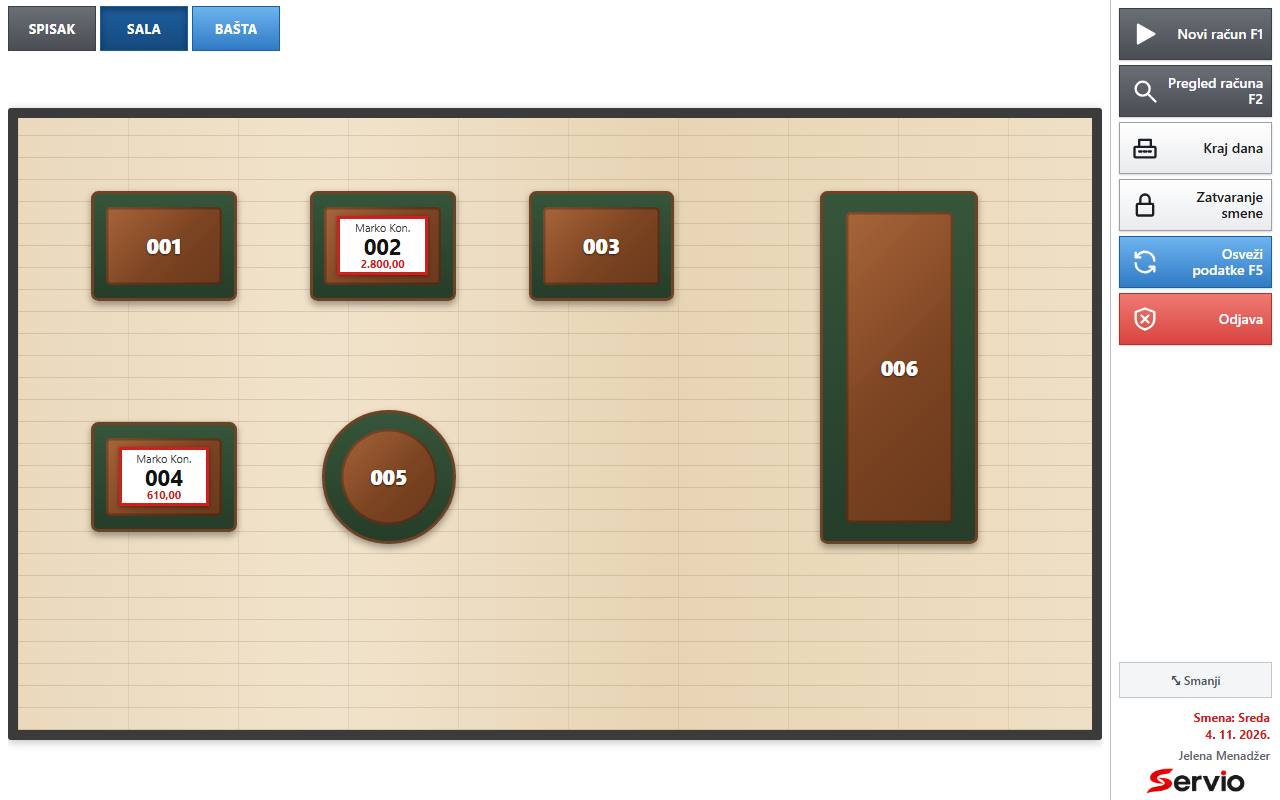 SPISAK
SALA
BAŠTA
001
Marko Kon.
002
2.800,00
003
006
Marko Kon.
004
610,00
005
Novi račun F1
Pregled računa
F2
Kraj dana
Zatvaranje
smene
Osveži
podatke F5
Odjava
Smanji
Smena: Sreda
4. 11. 2026.
Jelena Menadžer
Servio